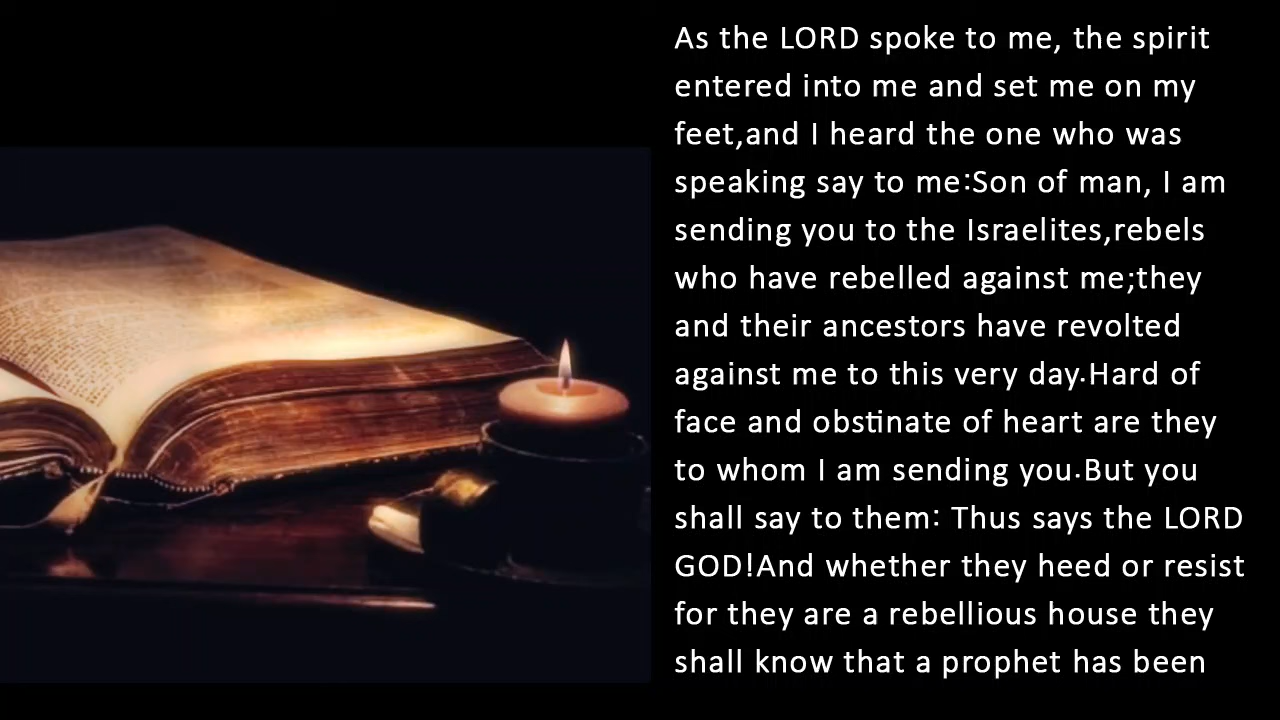 As the LORD spoke to me, the spirit
entered into me and set me on my
feet,and I heard the one who was
speaking say to me:Son of man, I am
sending you to the Israelites,rebels
who have rebelled against me;they
and their ancestors have revolted
against me to this very day.Hard of
face and obstinate of heart are they
to whom I am sending you.But you
shall say to them: Thus says the LORD
GOD!And whether they heed or resist
for they are a rebellious house they
shall know that a prophet has been